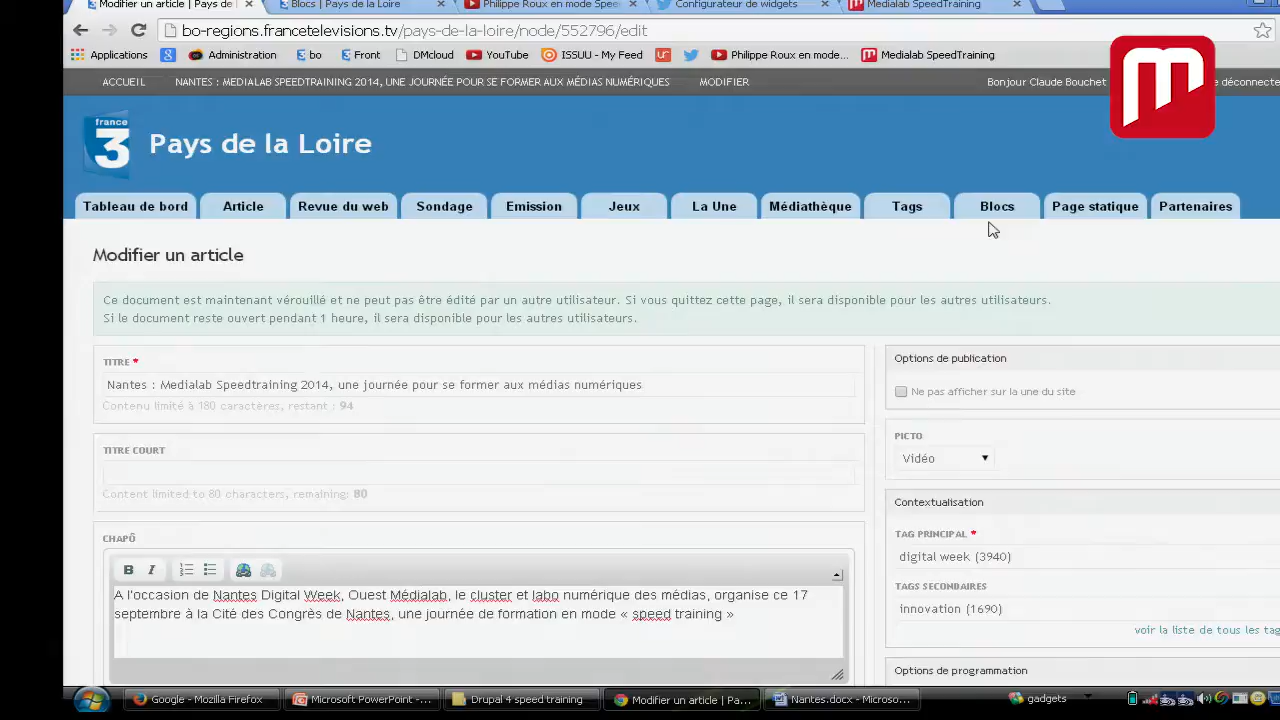 Modifier un article | Pays de
Blocs | Pays de la Loire
Philippe Roux en mode Spee
Configurateur de widgets
Medialab SpeedTraining
bo-regions.francetelevisions.tv/pays-de-la-loire/node/552796/edit
Applications
Administration
bo
Front
DMcloud
YouTube
ISSUU - My Feed
Philippe Roux en mode...
Medialab SpeedTraining
ACCUEIL
NANTES : MEDIALAB SPEEDTRAINING 2014, UNE JOURNÉE POUR SE FORMER AUX MÉDIAS NUMÉRIQUES
MODIFIER
Bonjour Claude Bouchet
e déconnecte
france
3
Pays de la Loire
Tableau de bord
Article
Revue du web
Sondage
Emission
Jeux
La Une
Médiathèque
Tags
Blocs
Page statique
Partenaires
Modifier un article
Ce document est maintenant vérouillé et ne peut pas être édité par un autre utilisateur. Si vous quittez cette page, il sera disponible pour les autres utilisateurs.
Si le document reste ouvert pendant 1 heure, il sera disponible pour les autres utilisateurs.
TITRE *
Nantes : Medialab Speedtraining 2014, une journée pour se former aux médias numériques
Contenu limité à 180 caractères, restant : 94
TITRE COURT
Content limited to 80 characters, remaining: 80
CHAPÔ
B I
A l'occasion de Nantes Digital Week, Ouest Médialab, le cluster et labo numérique des médias, organise ce 17
septembre à la Cité des Congrès de Nantes, une journée de formation en mode « speed training »
Options de publication
Ne pas afficher sur la une du site
PICTO
Vidéo
Contextualisation
TAG PRINCIPAL *
digital week (3940)
TAGS SECONDAIRES
innovation (1690)
voir la liste de tous les tag
Options de programmation
Google - Mozilla Firefox
Microsoft PowerPoint -...
Drupal 4 speed training
Modifier un article | Pa...
Nantes.docx - Microso...
gadgets